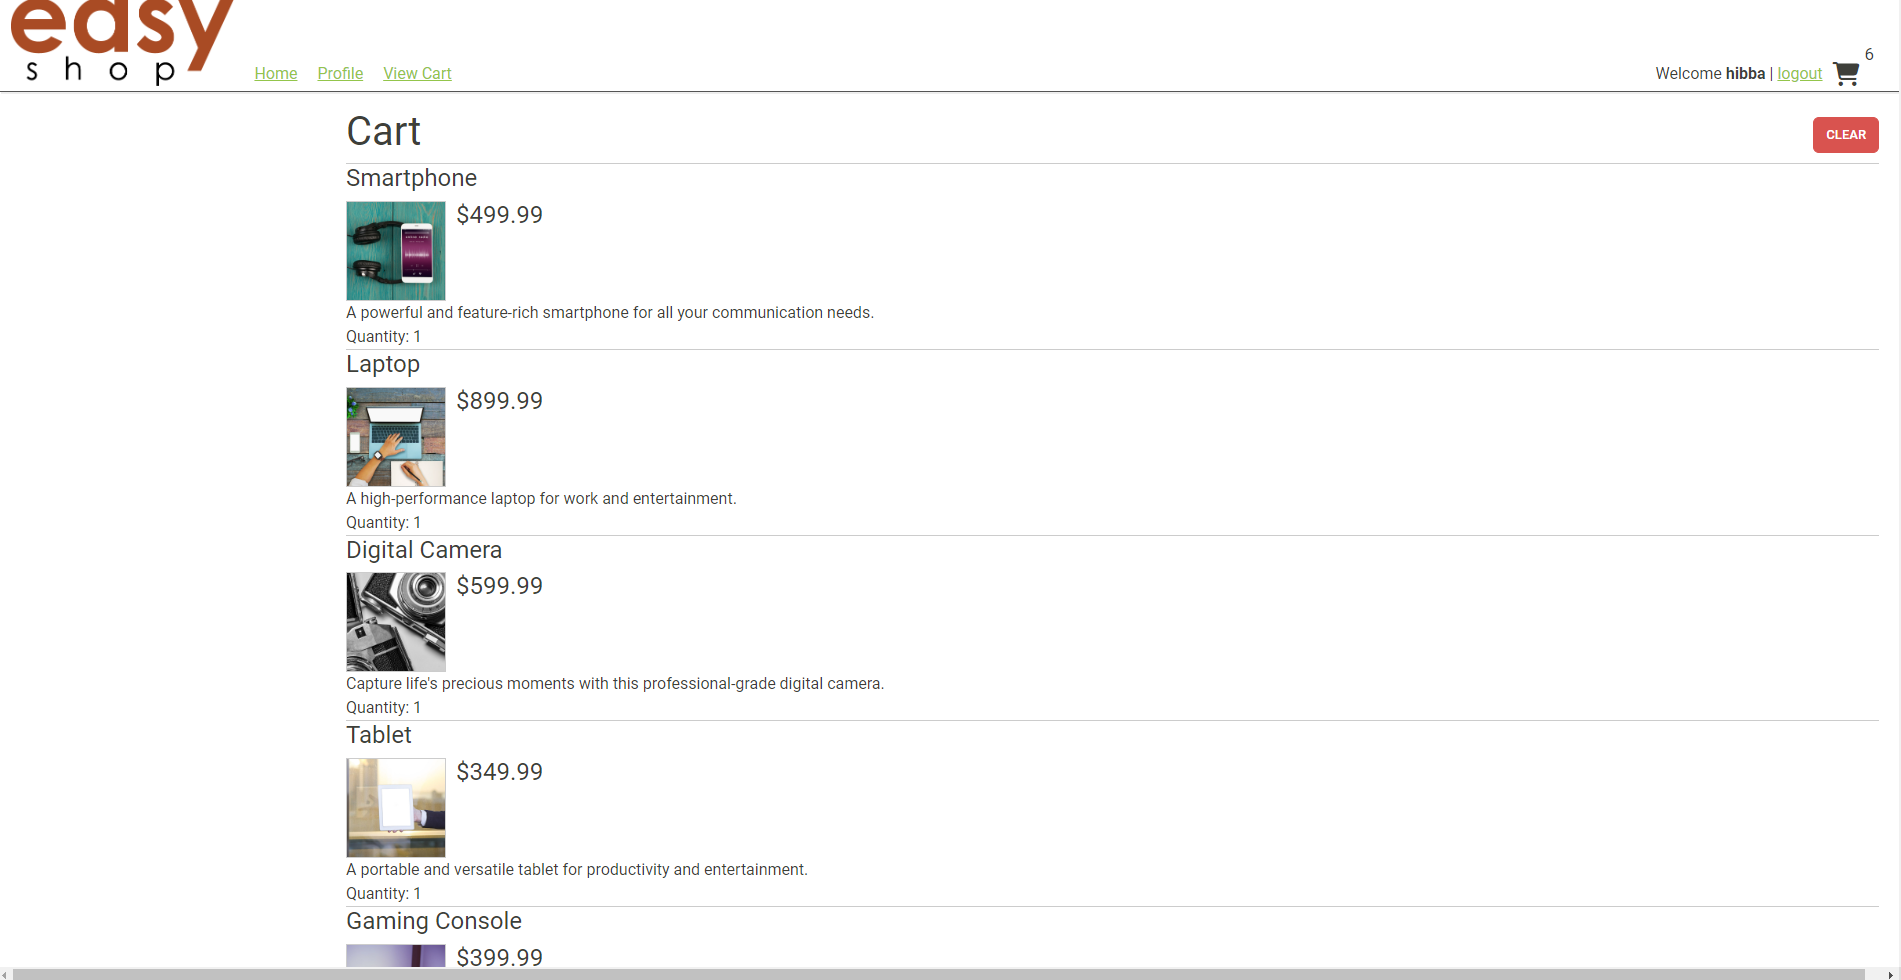 easy
shop
Home Profile View Cart
Welcome hibba | logout
6
Cart
CLEAR
Smartphone
$499.99
A powerful and feature-rich smartphone for all your communication needs.
Quantity: 1
Laptop
$899.99
A high-performance laptop for work and entertainment.
Quantity: 1
Digital Camera
$599.99
Capture life's precious moments with this professional-grade digital camera.
Quantity: 1
Tablet
$349.99
A portable and versatile tablet for productivity and entertainment.
Quantity: 1
Gaming Console
$399.99